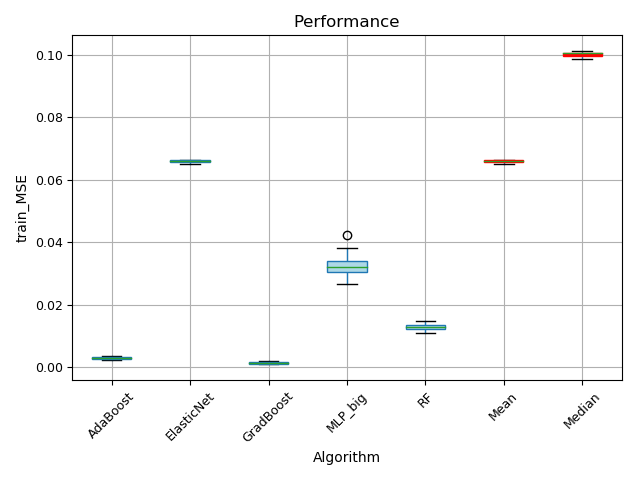 Performance
train_MSE
0.10
0.08
0.06
0.04
0.02
0.00
AdaBoost
ElasticNet
GradBoost
MLP_big
RF
Mean
Median
Algorithm